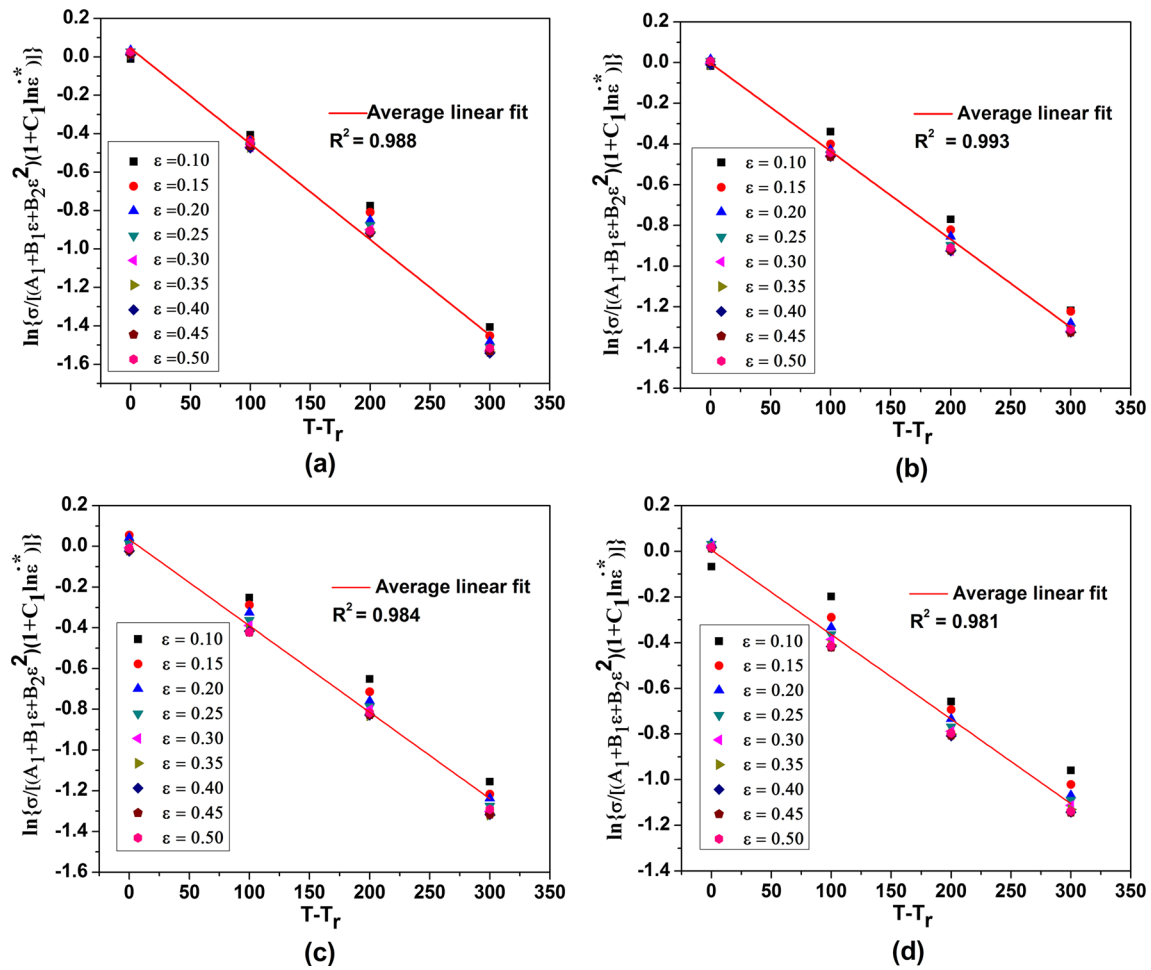 0.2
0.0
-0.2
-0.4
-0.6
-0.8
-1.0
-1.2
-1.4
-1.6
ln{σ/[(A₁+B₁ε+B₂ε²)(1+C₁lnε̇*)]}
Average linear fit
R² = 0.988
ε =0.10
ε =0.15
ε =0.20
ε =0.25
ε =0.30
ε =0.35
ε =0.40
ε =0.45
ε =0.50
0 50 100 150 200 250 300 350
T-Tᵣ
(a)
0.2
0.0
-0.2
-0.4
-0.6
-0.8
-1.0
-1.2
-1.4
-1.6
ln{σ/[(A₁+B₁ε+B₂ε²)(1+C₁lnε̇*)]}
Average linear fit
R² = 0.993
ε = 0.10
ε = 0.15
ε = 0.20
ε = 0.25
ε = 0.30
ε = 0.35
ε = 0.40
ε = 0.45
ε = 0.50
0 50 100 150 200 250 300 350
T-Tᵣ
(b)
0.2
0.0
-0.2
-0.4
-0.6
-0.8
-1.0
-1.2
-1.4
-1.6
ln{σ/[(A₁+B₁ε+B₂ε²)(1+C₁lnε̇*)]}
Average linear fit
R² = 0.984
ε = 0.10
ε = 0.15
ε = 0.20
ε = 0.25
ε = 0.30
ε = 0.35
ε = 0.40
ε = 0.45
ε = 0.50
0 50 100 150 200 250 300 350
T-Tᵣ
(c)
0.2
0.0
-0.2
-0.4
-0.6
-0.8
-1.0
-1.2
-1.4
ln{σ/[(A₁+B₁ε+B₂ε²)(1+C₁lnε̇*)]}
Average linear fit
R² = 0.981
ε = 0.10
ε = 0.15
ε = 0.20
ε = 0.25
ε = 0.30
ε = 0.35
ε = 0.40
ε = 0.45
ε = 0.50
0 50 100 150 200 250 300 350
T-Tᵣ
(d)